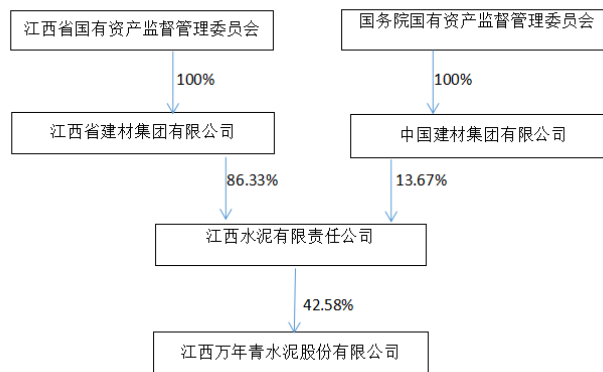 江西省国有资产监督管理委员会
国务院国有资产监督管理委员会
100%
100%
江西省建材集团有限公司
中国建材集团有限公司
86.33%
13.67%
江西水泥有限责任公司
42.58%
江西万年青水泥股份有限公司